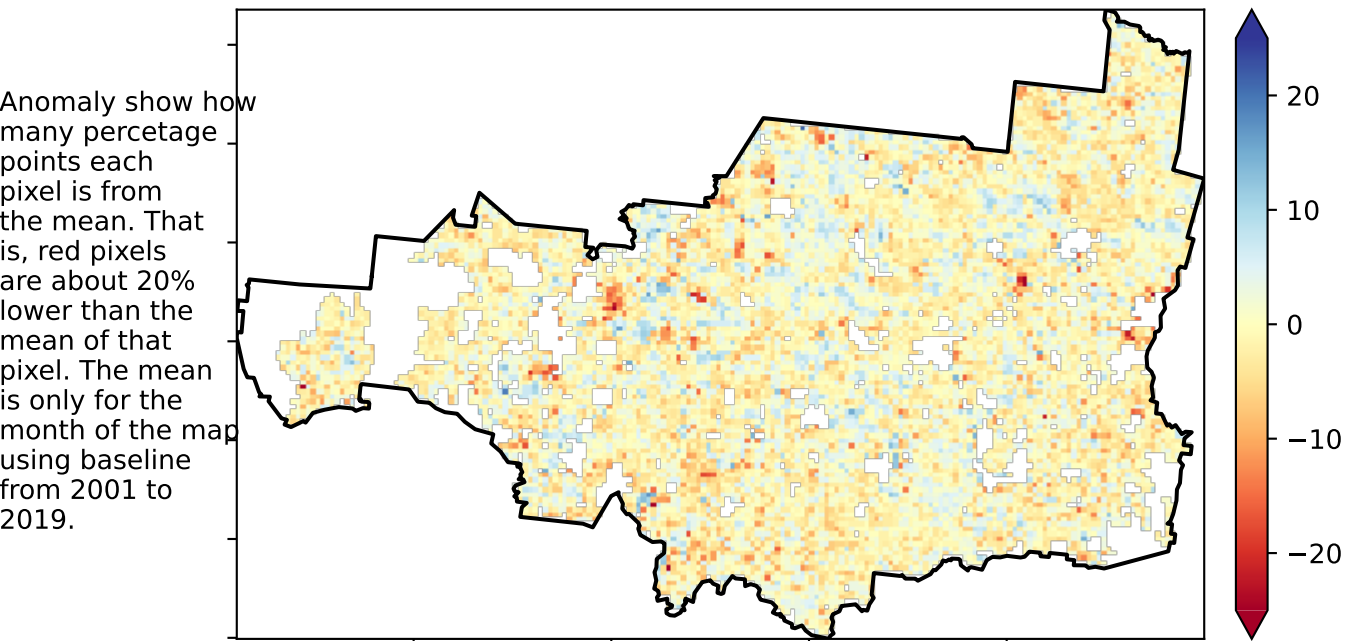 Anomaly show how
many percetage
points each
pixel is from
the mean. That
is, red pixels
are about 20%
lower than the
mean of that
pixel. The mean
is only for the
month of the map
using baseline
from 2001 to
2019.
20
10
0
−10
−20